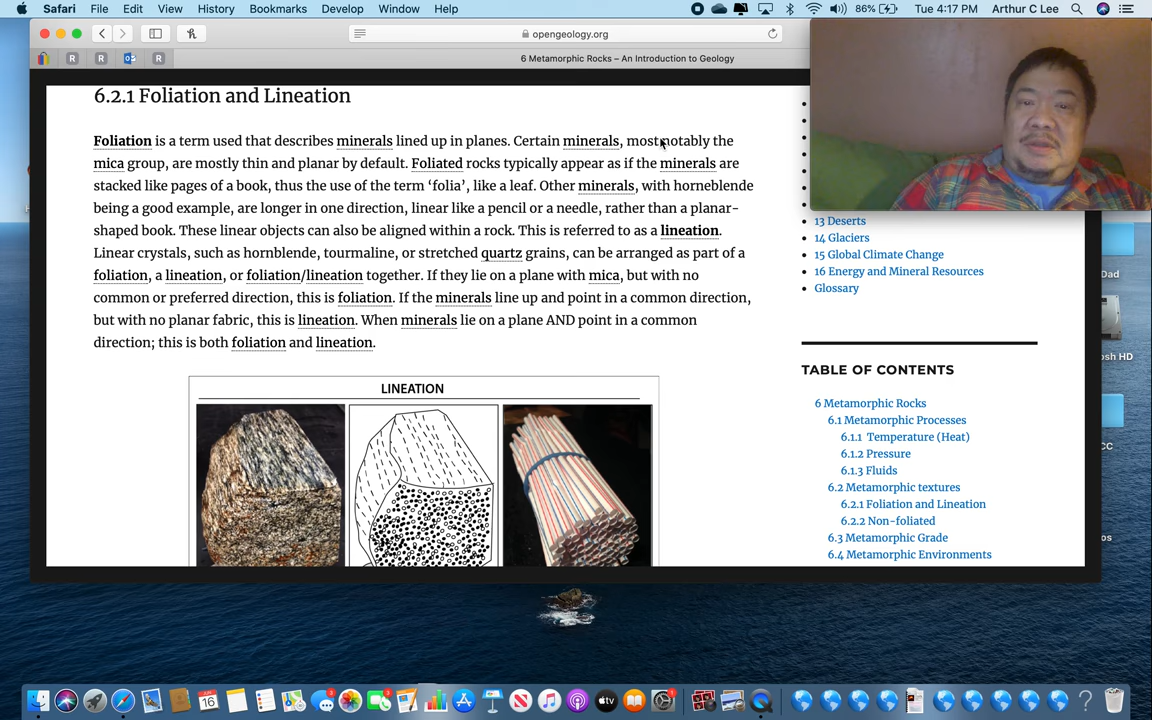 Safari File Edit View History Bookmarks Develop Window Help 86% Tue 4:17 PM Arthur C Lee
opengeology.org
6 Metamorphic Rocks – An Introduction to Geology
6.2.1 Foliation and Lineation
Foliation is a term used that describes minerals lined up in planes. Certain minerals, most notably the
mica group, are mostly thin and planar by default. Foliated rocks typically appear as if the minerals are
stacked like pages of a book, thus the use of the term ‘folia’, like a leaf. Other minerals, with horneblende
being a good example, are longer in one direction, linear like a pencil or a needle, rather than a planar-
shaped book. These linear objects can also be aligned within a rock. This is referred to as a lineation.
Linear crystals, such as hornblende, tourmaline, or stretched quartz grains, can be arranged as part of a
foliation, a lineation, or foliation/lineation together. If they lie on a plane with mica, but with no
common or preferred direction, this is foliation. If the minerals line up and point in a common direction,
but with no planar fabric, this is lineation. When minerals lie on a plane AND point in a common
direction; this is both foliation and lineation.
LINEATION
13 Deserts
14 Glaciers
15 Global Climate Change
16 Energy and Mineral Resources
Glossary
TABLE OF CONTENTS
6 Metamorphic Rocks
6.1 Metamorphic Processes
6.1.1 Temperature (Heat)
6.1.2 Pressure
6.1.3 Fluids
6.2 Metamorphic textures
6.2.1 Foliation and Lineation
6.2.2 Non-foliated
6.3 Metamorphic Grade
6.4 Metamorphic Environments
Dad
osh HD
CC
os